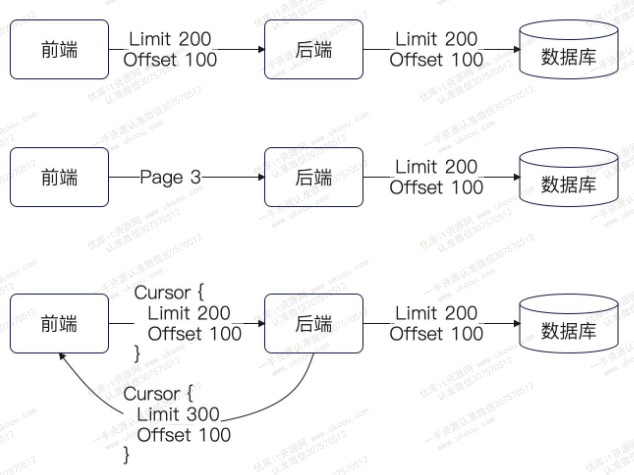 前端
Limit 200
Offset 100
后端
Limit 200
Offset 100
数据库
前端
Page 3
后端
Limit 200
Offset 100
数据库
前端
Cursor {
Limit 200
Offset 100
}
后端
Limit 200
Offset 100
数据库
Cursor {
Limit 300
Offset 100
}
优库it资源网 www.ukoou.com
一手资源认准微信307570512